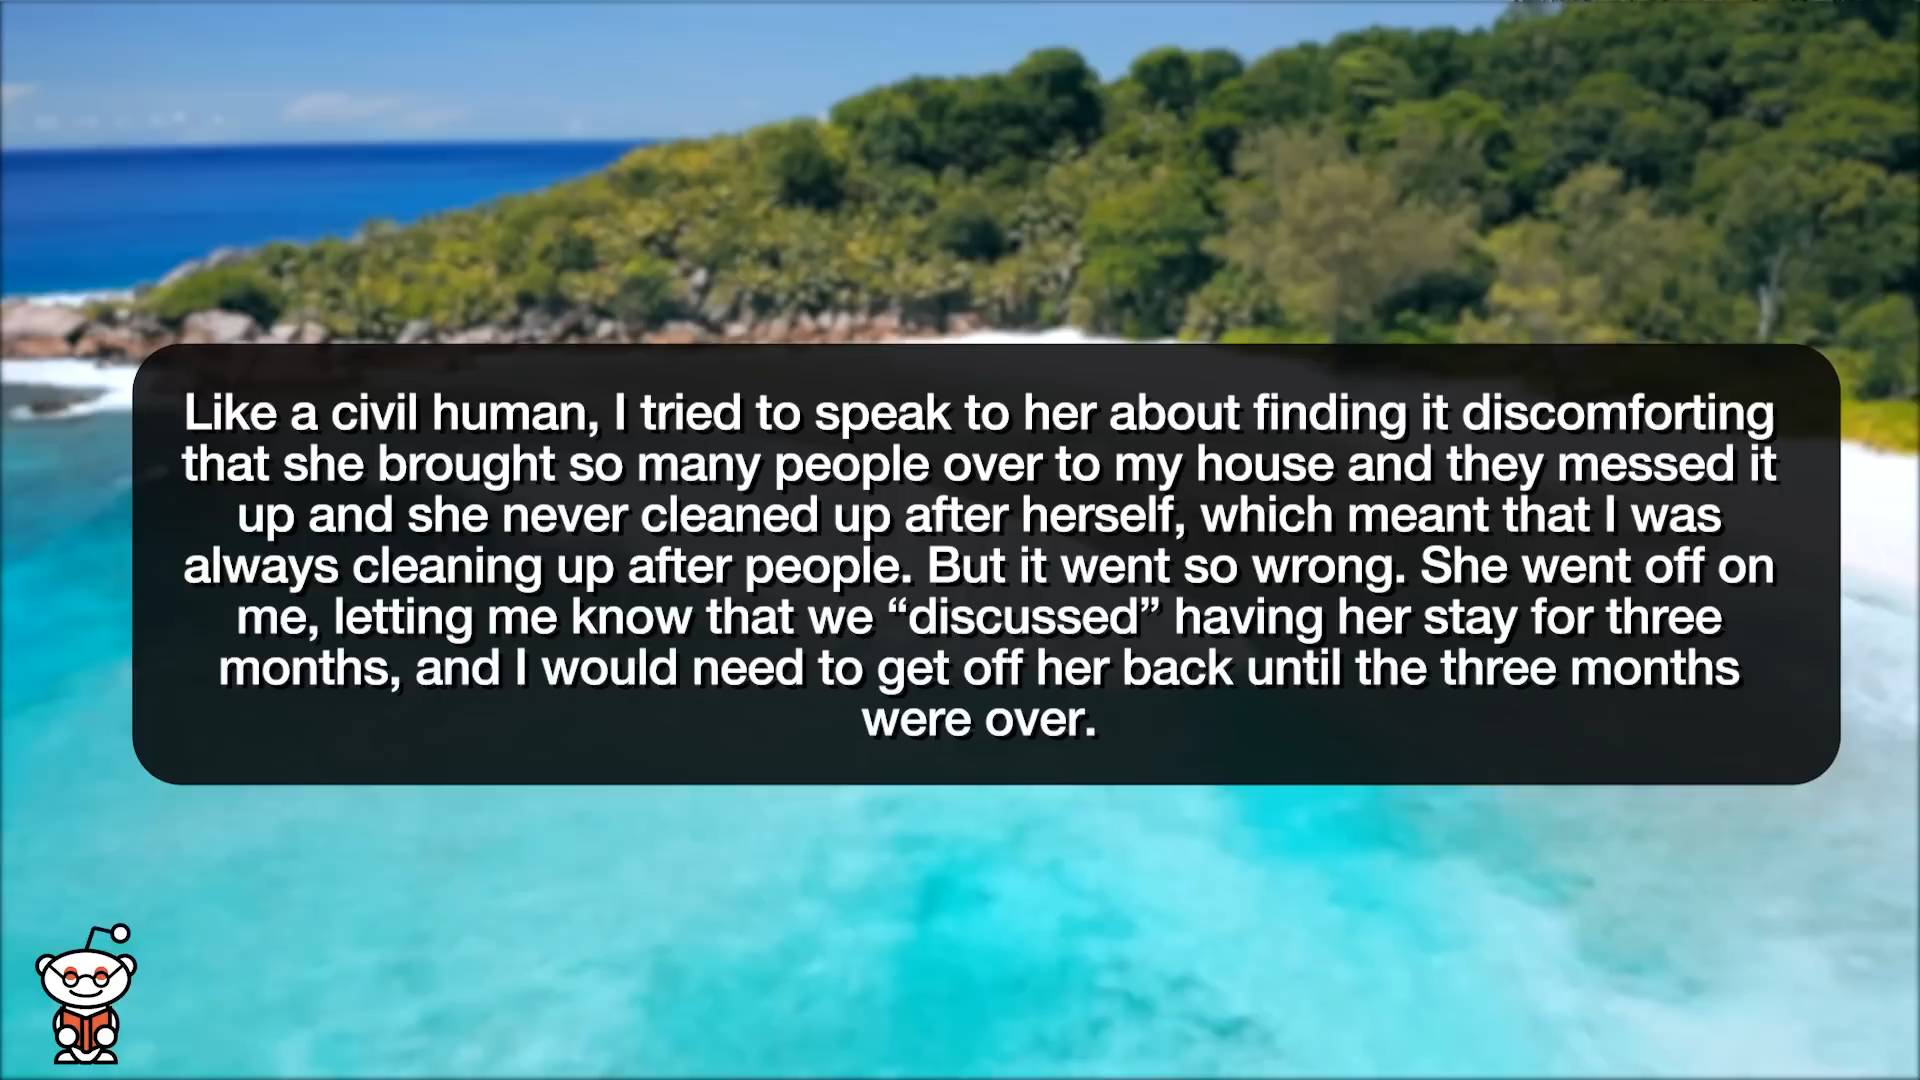 Like a civil human, I tried to speak to her about finding it discomforting
that she brought so many people over to my house and they messed it
up and she never cleaned up after herself, which meant that I was
always cleaning up after people. But it went so wrong. She went off on
me, letting me know that we “discussed” having her stay for three
months, and I would need to get off her back until the three months
were over.